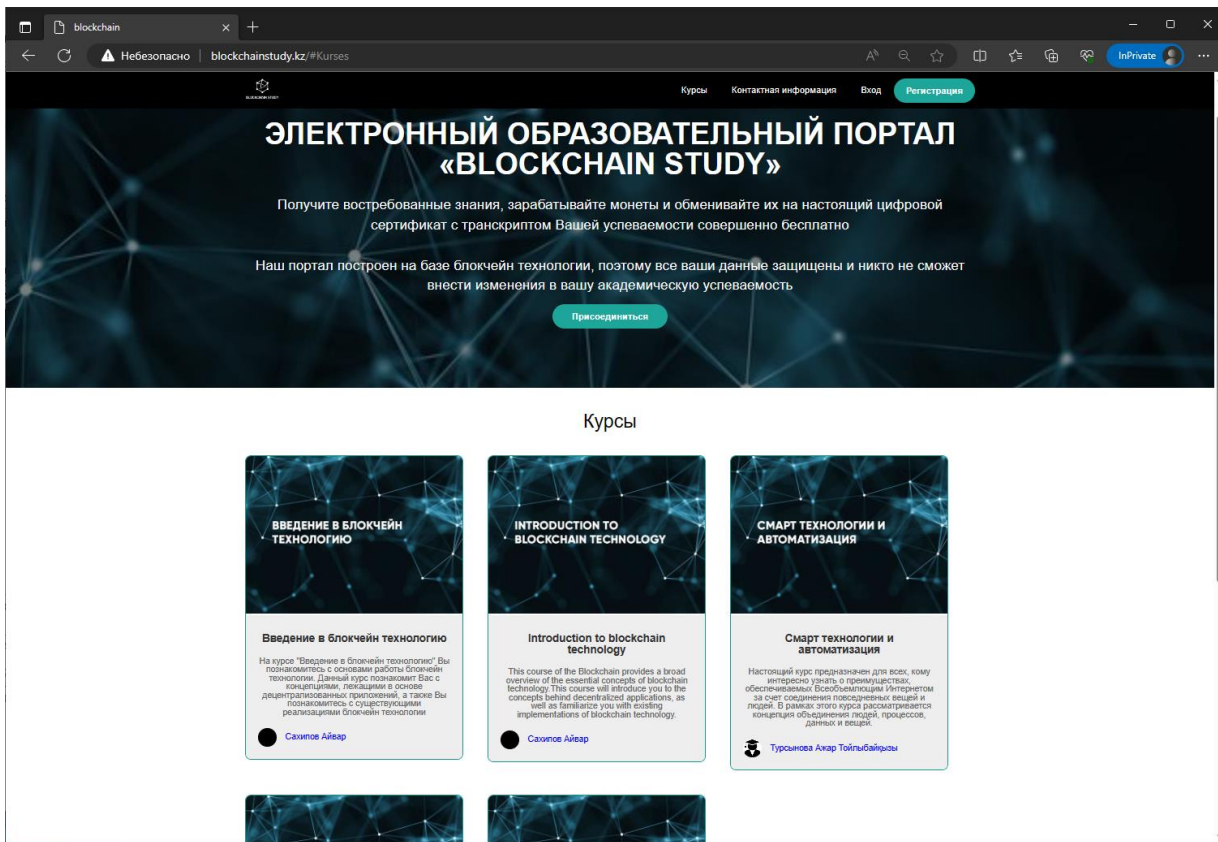 blockchain
Небезопасно
blockchainstudy.kz/#Kurses
InPrivate
BLOCKCHAIN STUDY
Курсы
Контактная информация
Вход
Регистрация
ЭЛЕКТРОННЫЙ ОБРАЗОВАТЕЛЬНЫЙ ПОРТАЛ
«BLOCKCHAIN STUDY»
Получите востребованные знания, зарабатывайте монеты и обменивайте их на настоящий цифровой
сертификат с транскриптом Вашей успеваемости совершенно бесплатно
Наш портал построен на базе блокчейн технологии, поэтому все ваши данные защищены и никто не сможет
внести изменения в вашу академическую успеваемость
Присоединиться
Курсы
ВВЕДЕНИЕ В БЛОКЧЕЙН
ТЕХНОЛОГИЮ
Введение в блокчейн технологию
На курсе "Введение в блокчейн технологию" Вы
познакомитесь с основами работы блокчейн
технологии. Данный курс познакомит Вас с
концепциями, лежащими в основе
децентрализованных приложений, а также Вы
познакомитесь с существующими
реализациями блокчейн технологии
Сахипов Айвар
INTRODUCTION TO
BLOCKCHAIN TECHNOLOGY
Introduction to blockchain
technology
This course of the Blockchain provides a broad
overview of the essential concepts of blockchain
technology.This course will introduce you to the
concepts behind decentralized applications, as
well as familiarize you with existing
implementations of blockchain technology.
Сахипов Айвар
СМАРТ ТЕХНОЛОГИИ И
АВТОМАТИЗАЦИЯ
Смарт технологии и
автоматизация
Настоящий курс предназначен для всех, кому
интересно узнать о преимуществах,
обеспечиваемых Всеобъемлющим Интернетом
за счет соединения повседневных вещей и
людей. В рамках этого курса рассматривается
концепция объединения людей, процессов,
данных и вещей.
Турсынова Ажар Тойлыбайқызы